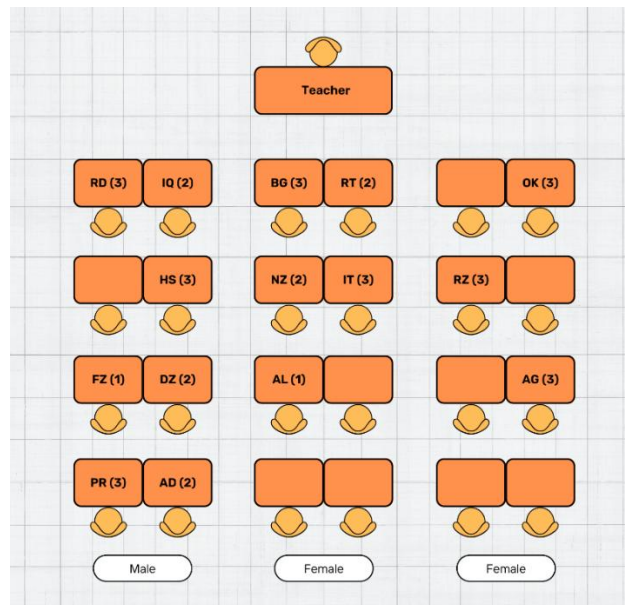 Teacher
RD (3) IQ (2) BG (3) RT (2) OK (3)
HS (3) NZ (2) IT (3) RZ (3)
FZ (1) DZ (2) AL (1) AG (3)
PR (3) AD (2)
Male Female Female